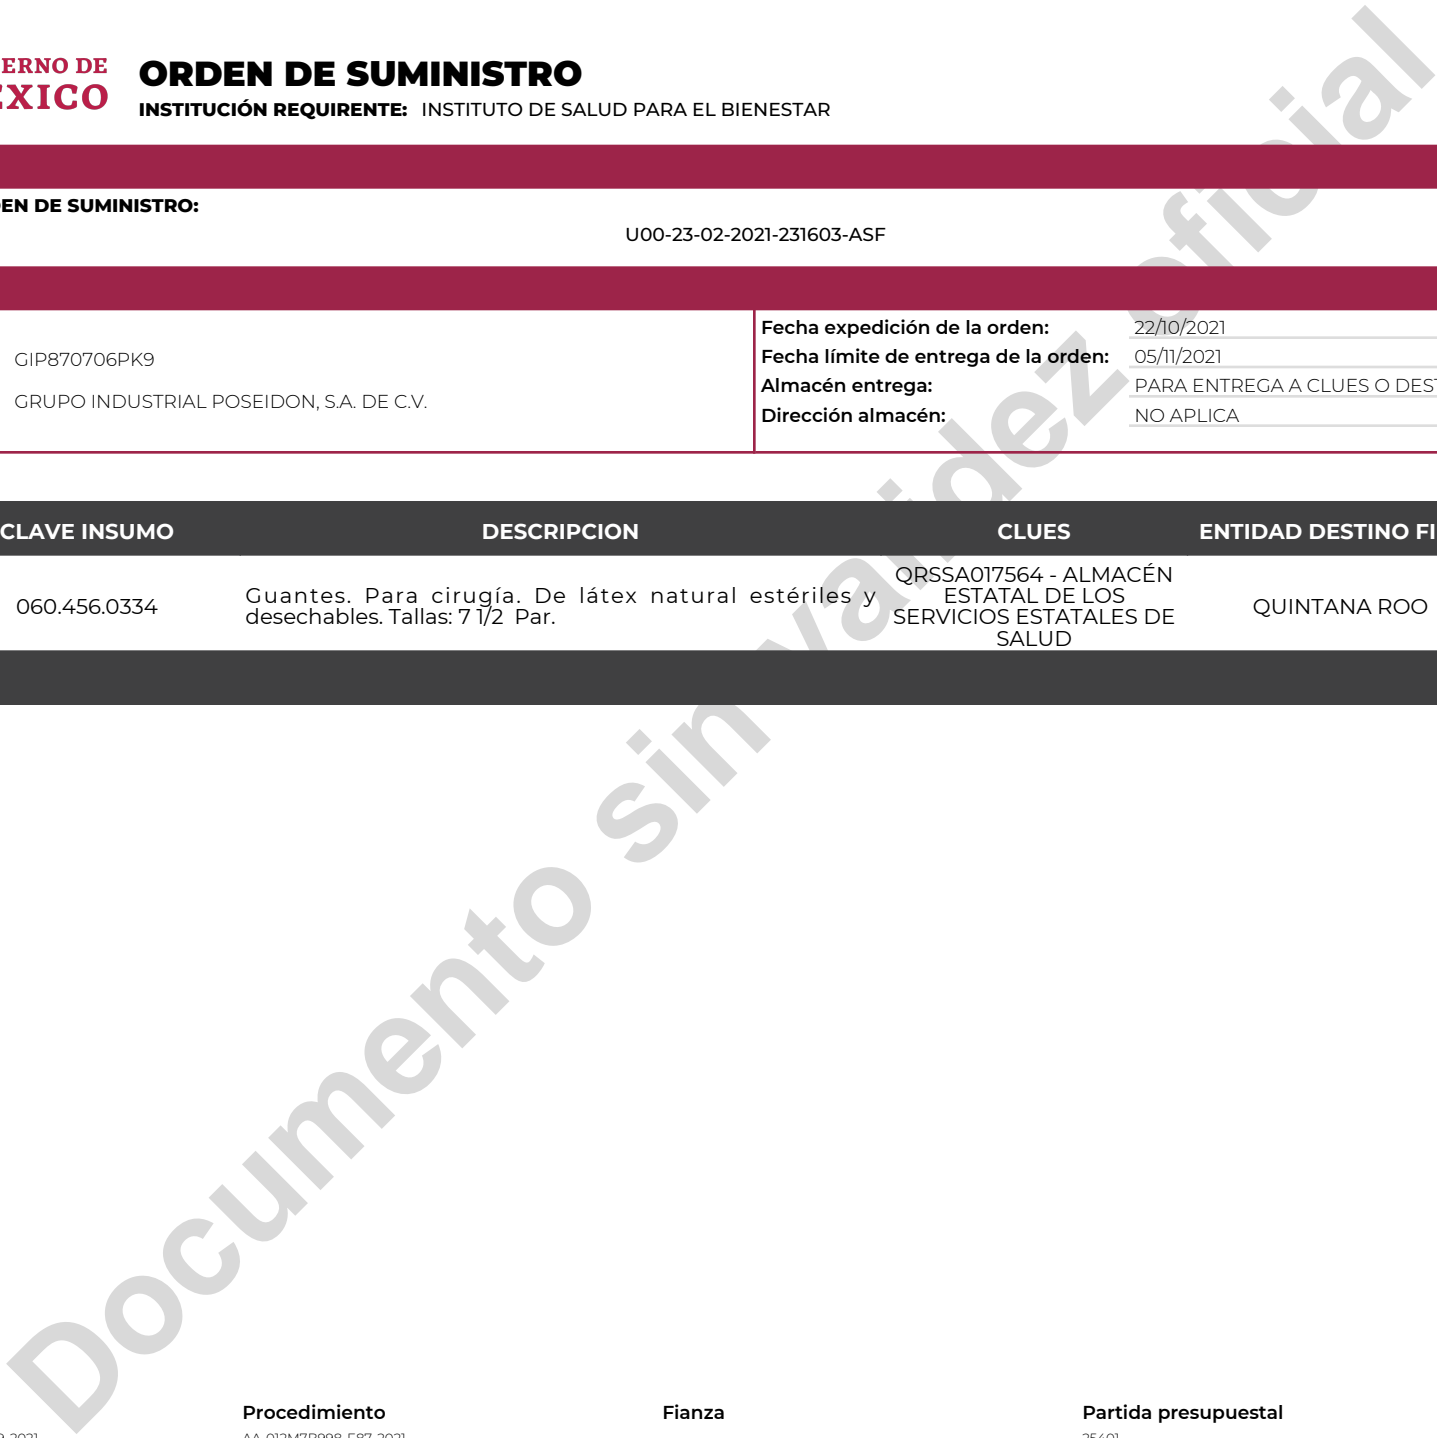 ERNO DE
EXICO
ORDEN DE SUMINISTRO
INSTITUCIÓN REQUIRENTE: INSTITUTO DE SALUD PARA EL BIENESTAR
EN DE SUMINISTRO:
U00-23-02-2021-231603-ASF
GIP870706PK9
GRUPO INDUSTRIAL POSEIDON, S.A. DE C.V.
Fecha expedición de la orden: 22/10/2021
Fecha límite de entrega de la orden: 05/11/2021
Almacén entrega: PARA ENTREGA A CLUES O DEST
Dirección almacén: NO APLICA
CLAVE INSUMO DESCRIPCION CLUES ENTIDAD DESTINO FI
060.456.0334
Guantes. Para cirugía. De látex natural estériles y
desechables. Tallas: 7 1/2 Par.
QRSSA017564 - ALMACÉN
ESTATAL DE LOS
SERVICIOS ESTATALES DE
SALUD
QUINTANA ROO
Documento sin validez oficial
Procedimiento Fianza Partida presupuestal